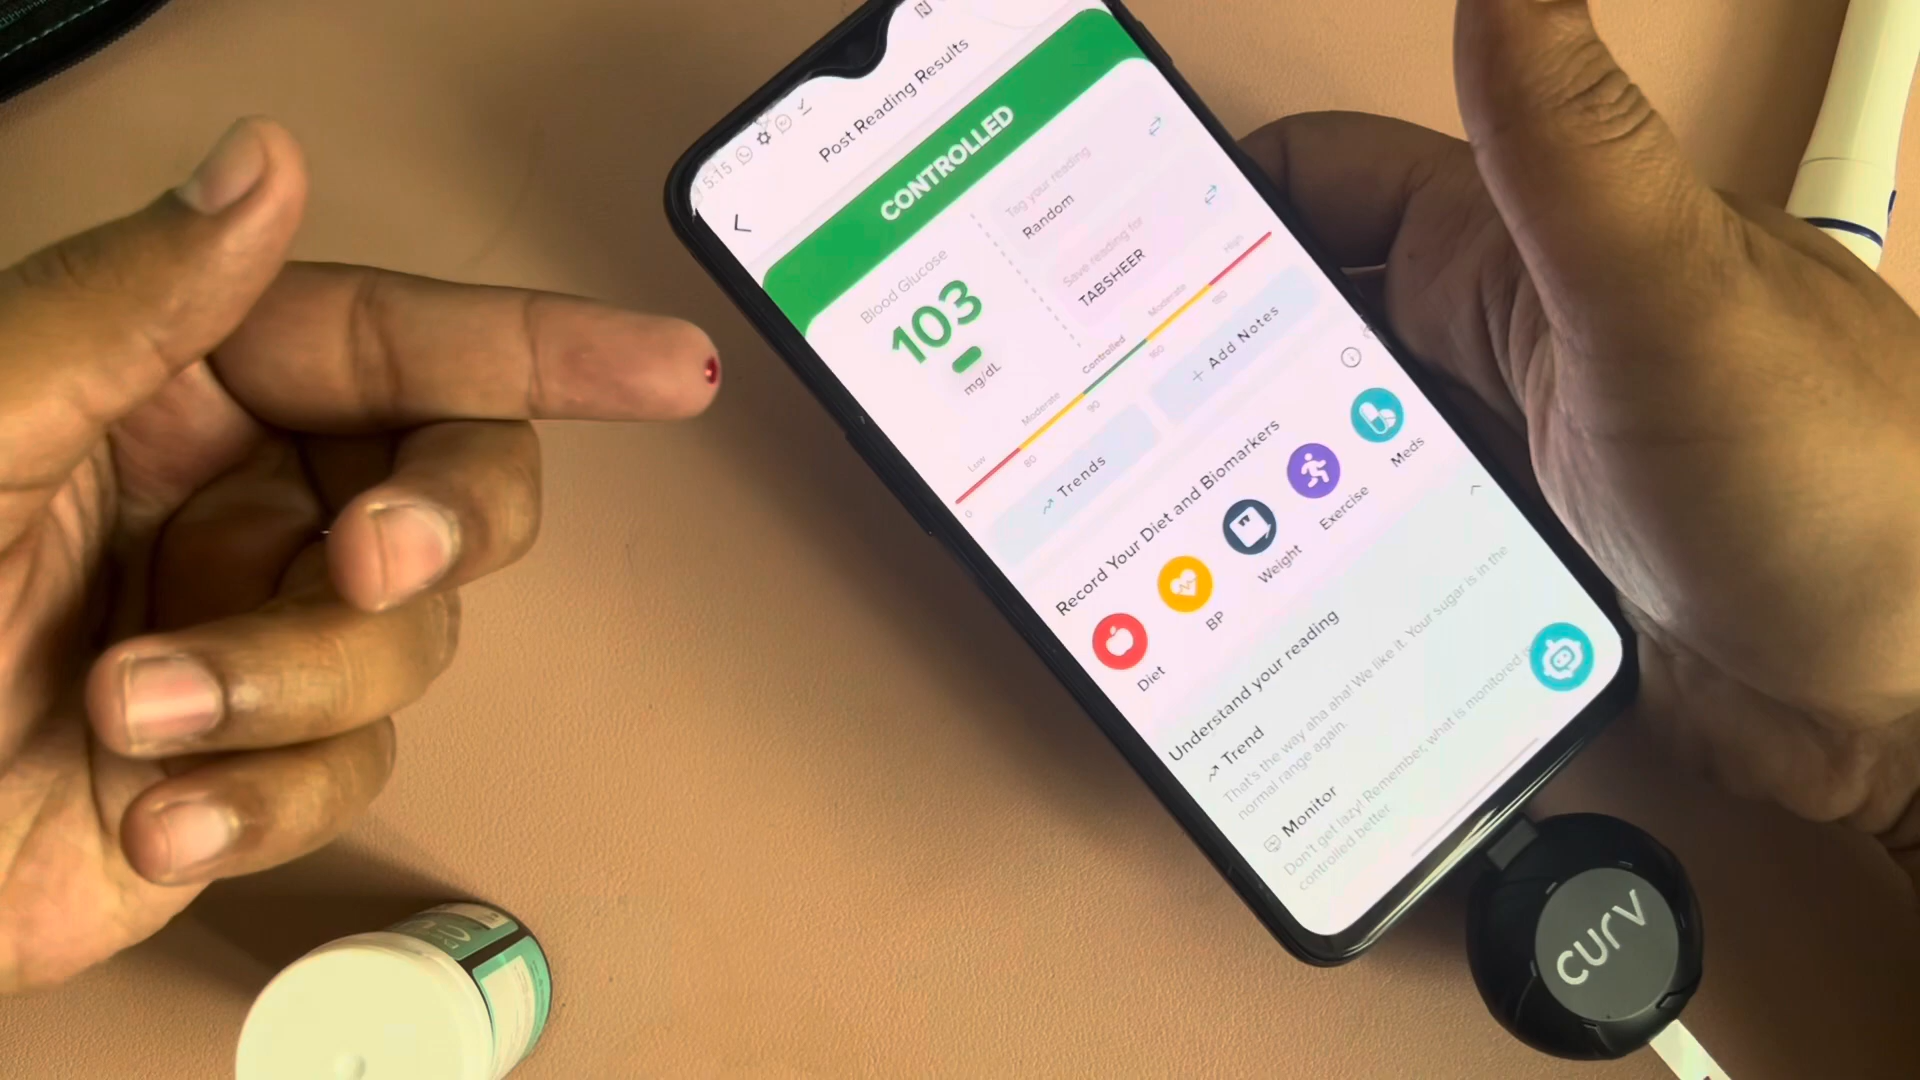 5:15
Post Reading Results
CONTROLLED
Blood Glucose
103
mg/dL
Tag your reading
Random
Save reading for
TABSHEER
Low
Moderate
Controlled
Moderate
High
0
80
90
160
180
Trends
+ Add Notes
Record Your Diet and Biomarkers
Diet
BP
Weight
Exercise
Meds
Understand your reading
Trend
That's the way aha aha! We like it. Your sugar is in the
normal range again.
Monitor
Don't get lazy! Remember, what is monitored
controlled better.
curv